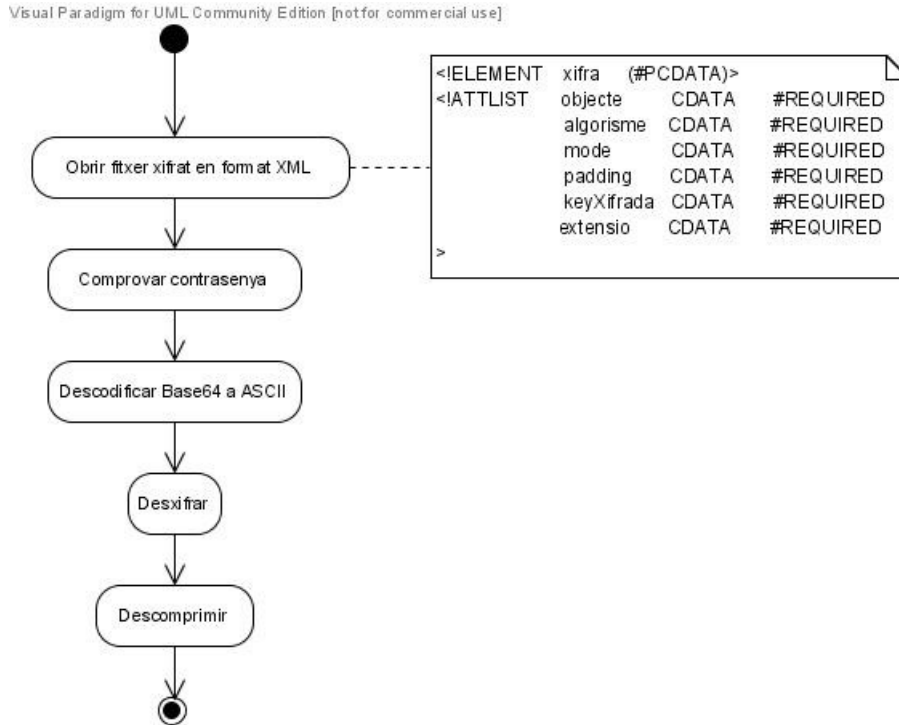 Visual Paradigm for UML Community Edition [not for commercial use]
<!ELEMENT xifra (#PCDATA)>
<!ATTLIST objecte CDATA #REQUIRED
algorisme CDATA #REQUIRED
mode CDATA #REQUIRED
padding CDATA #REQUIRED
keyXifrada CDATA #REQUIRED
extensio CDATA #REQUIRED
>
Obrir fitxer xifrat en format XML
Comprovar contrasenya
Descodificar Base64 a ASCII
Desxifrar
Descomprimir